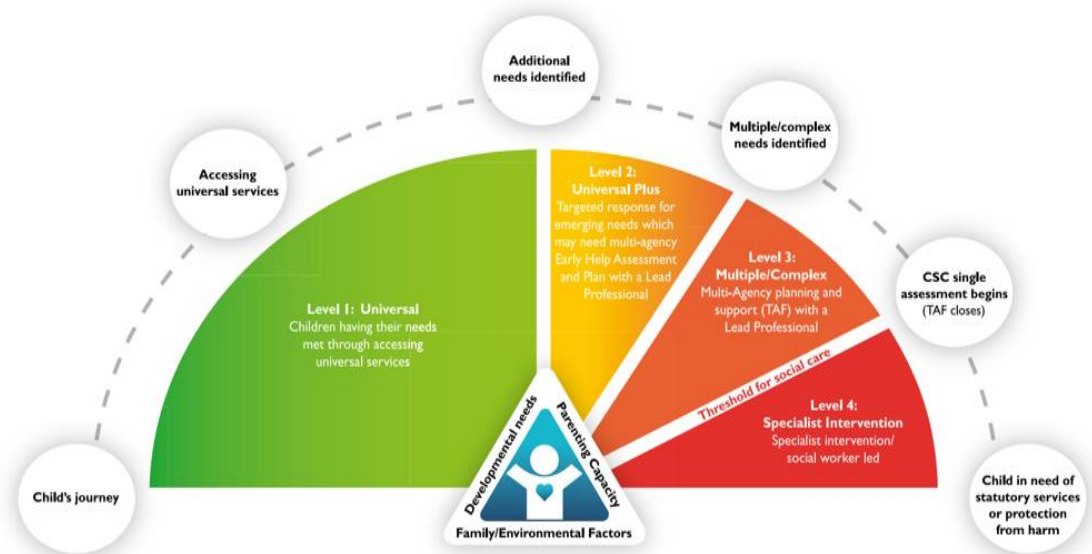 Additional
needs identified
Multiple/complex
needs identified
Accessing
universal services
Level 2:
Universal Plus
Targeted response for
emerging needs which
may need multi-agency
Early Help Assessment
and Plan with a Lead
Professional
Level 3:
Multiple/Complex
Multi-Agency planning and
support (TAF) with a
Lead Professional
CSC single
assessment begins
(TAF closes)
Level 1: Universal
Children having their needs
met through accessing
universal services
Threshold for social care
Level 4:
Specialist Intervention
Specialist intervention/
social worker led
Child's journey
Developmental needs
Parenting Capacity
Family/Environmental Factors
Child in need of
statutory services
or protection
from harm